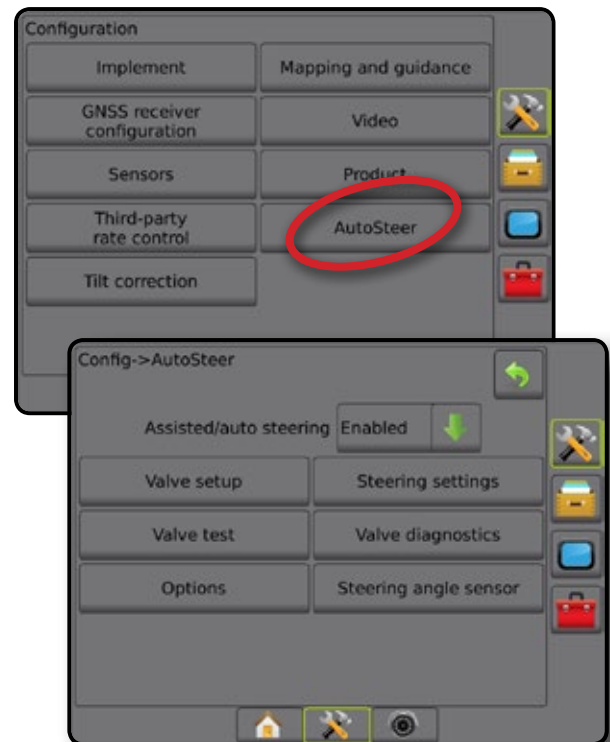 Configuration
Implement
Mapping and guidance
GNSS receiver
configuration
Video
Sensors
Product
Third-party
rate control
AutoSteer
Tilt correction
Config->AutoSteer
Assisted/auto steering Enabled
Valve setup
Steering settings
Valve test
Valve diagnostics
Options
Steering angle sensor